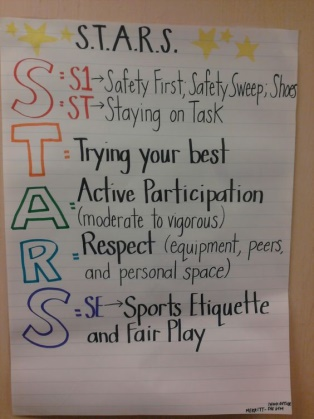 S.T.A.R.S.
S = S1→Safety First; Safety Sweep; Shoes
= ST→Staying on Task
T = Trying your best
A = Active Participation
(moderate to vigorous)
R = Respect (equipment, peers,
and personal space)
S = SE→Sports Etiquette
and Fair Play